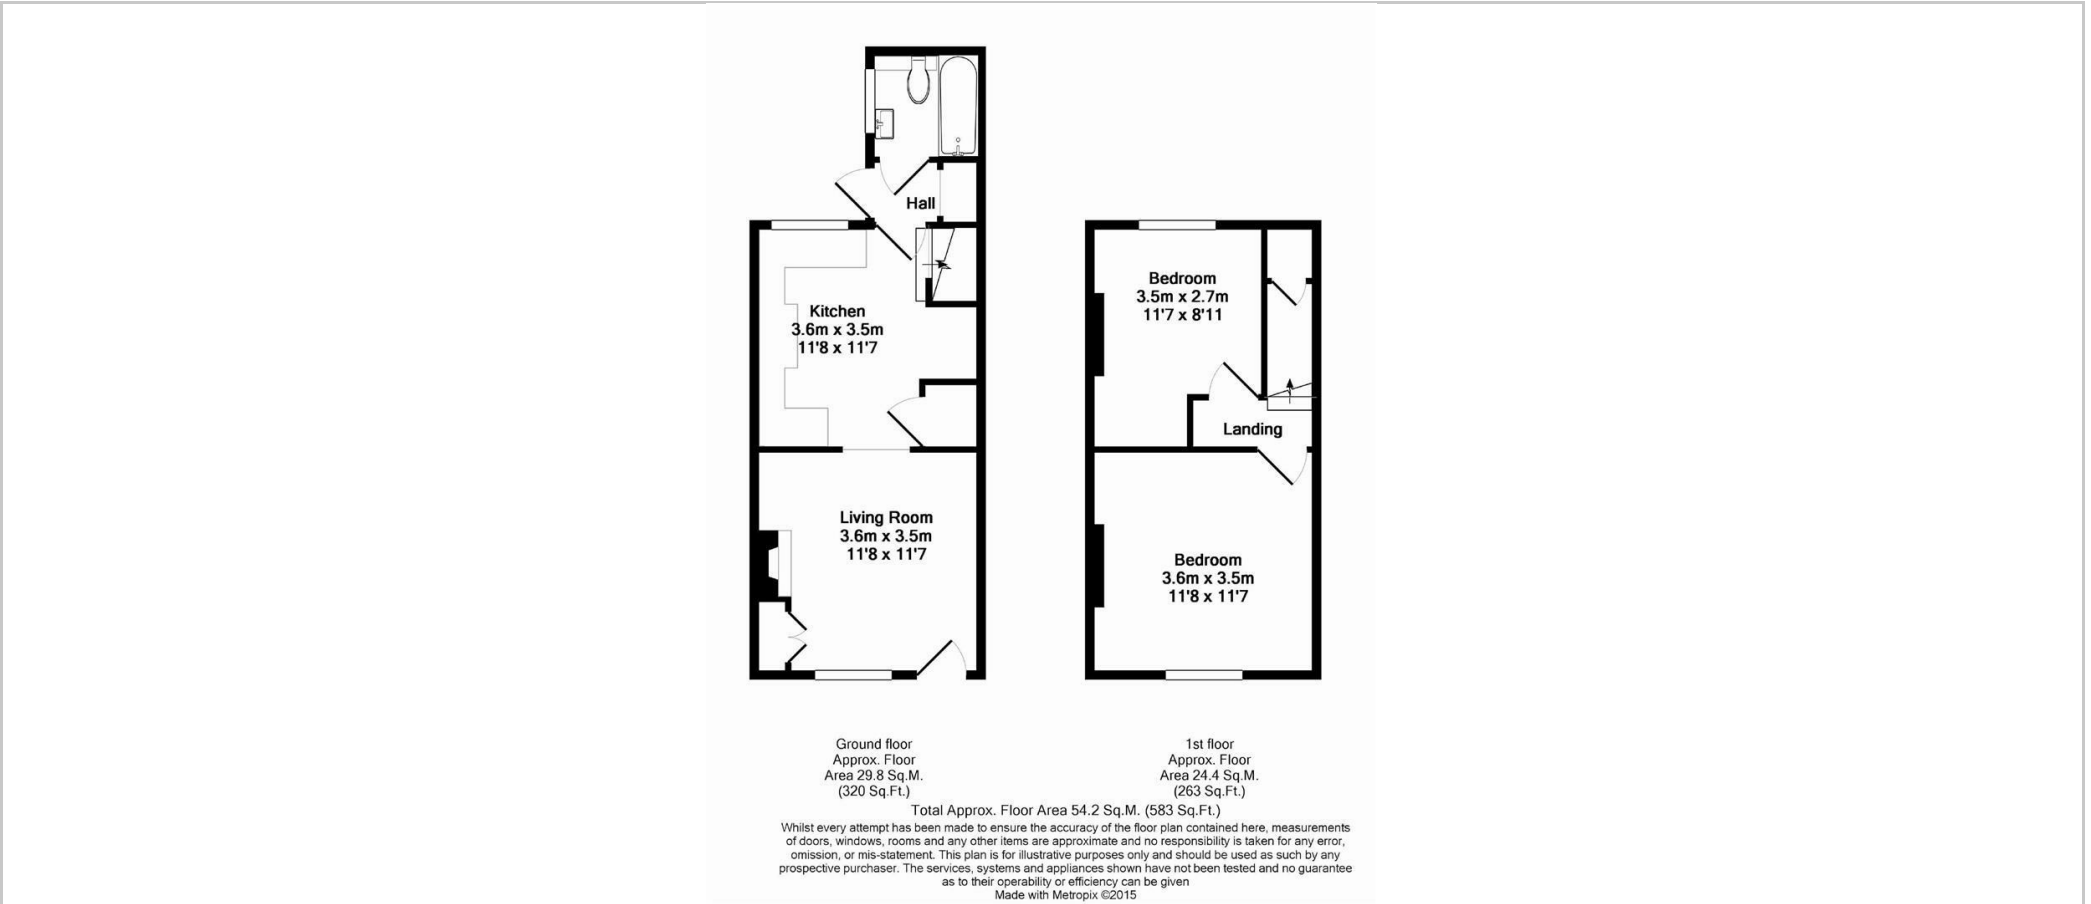 Hall
Kitchen
3.6m x 3.5m
11'8 x 11'7
Living Room
3.6m x 3.5m
11'8 x 11'7
Bedroom
3.5m x 2.7m
11'7 x 8'11
Landing
Bedroom
3.6m x 3.5m
11'8 x 11'7
Ground floor
Approx. Floor
Area 29.8 Sq.M.
(320 Sq.Ft.)
1st floor
Approx. Floor
Area 24.4 Sq.M.
(263 Sq.Ft.)
Total Approx. Floor Area 54.2 Sq.M. (583 Sq.Ft.)
Whilst every attempt has been made to ensure the accuracy of the floor plan contained here, measurements
of doors, windows, rooms and any other items are approximate and no responsibility is taken for any error,
omission, or mis-statement. This plan is for illustrative purposes only and should be used as such by any
prospective purchaser. The services, systems and appliances shown have not been tested and no guarantee
as to their operability or efficiency can be given
Made with Metropix ©2015